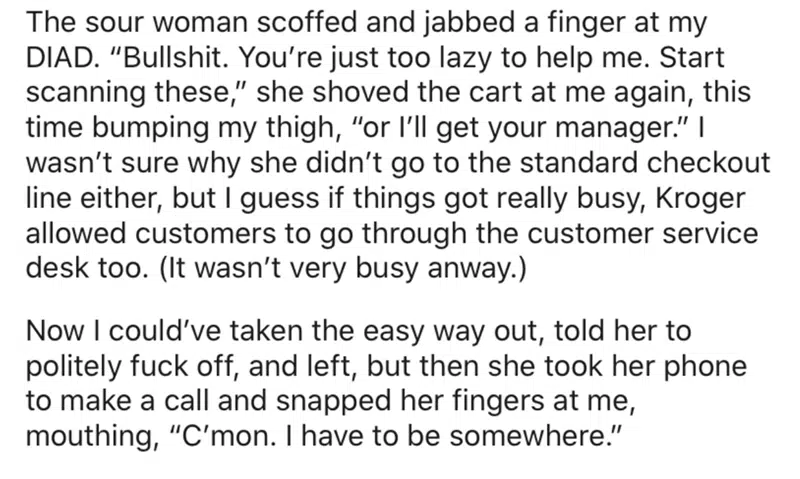 The sour woman scoffed and jabbed a finger at my
DIAD. “Bullshit. You’re just too lazy to help me. Start
scanning these,” she shoved the cart at me again, this
time bumping my thigh, “or I’ll get your manager.” I
wasn’t sure why she didn’t go to the standard checkout
line either, but I guess if things got really busy, Kroger
allowed customers to go through the customer service
desk too. (It wasn’t very busy anway.)
Now I could’ve taken the easy way out, told her to
politely fuck off, and left, but then she took her phone
to make a call and snapped her fingers at me,
mouthing, “C’mon. I have to be somewhere.”